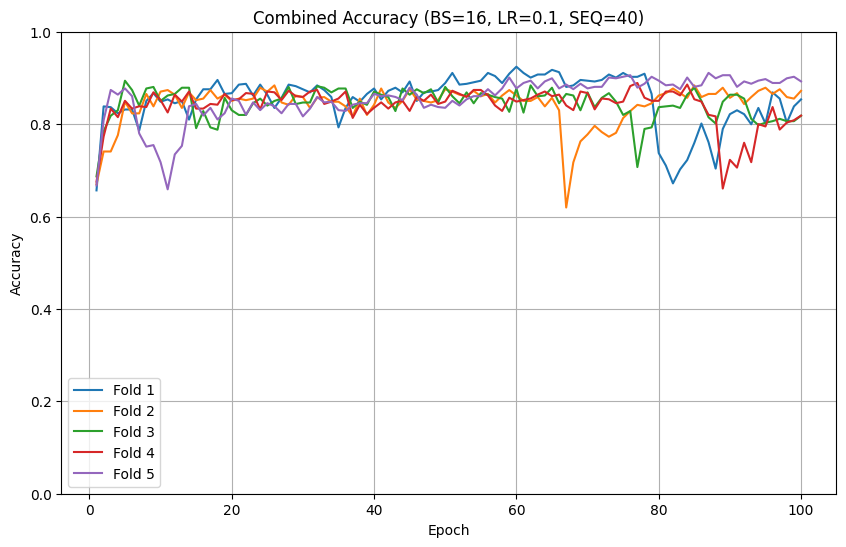 Combined Accuracy (BS=16, LR=0.1, SEQ=40)
1.0
0.8
0.6
0.4
0.2
0.0
Accuracy
Fold 1
Fold 2
Fold 3
Fold 4
Fold 5
0 20 40 60 80 100
Epoch